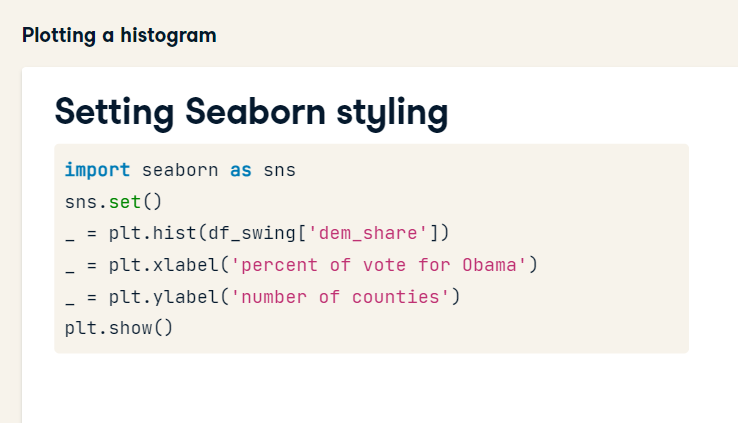 Plotting a histogram
Setting Seaborn styling
import seaborn as sns
sns.set()
_ = plt.hist(df_swing['dem_share'])
_ = plt.xlabel('percent of vote for Obama')
_ = plt.ylabel('number of counties')
plt.show()